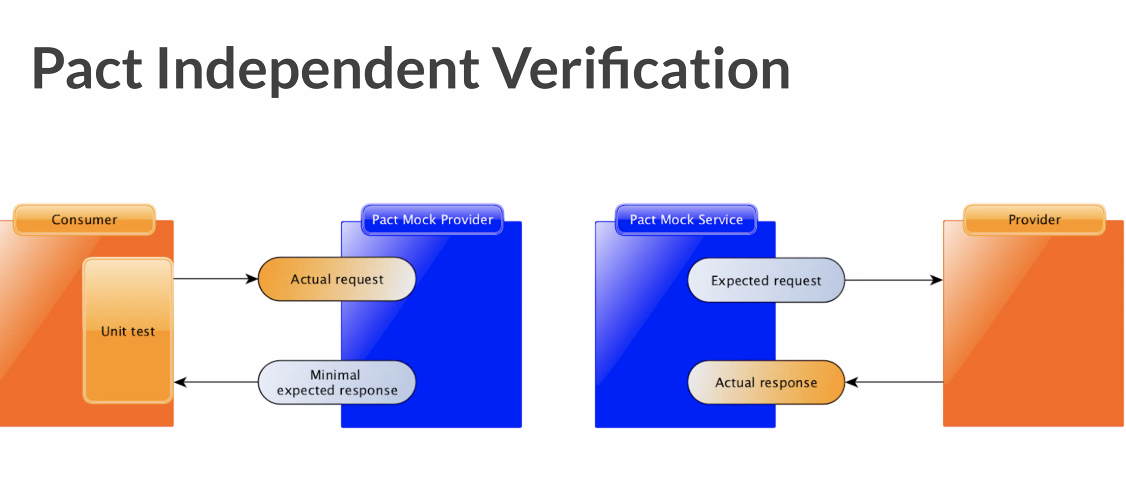 Pact Independent Verification
Consumer
Pact Mock Provider
Pact Mock Service
Provider
Actual request
Expected request
Unit test
Minimal
expected response
Actual response